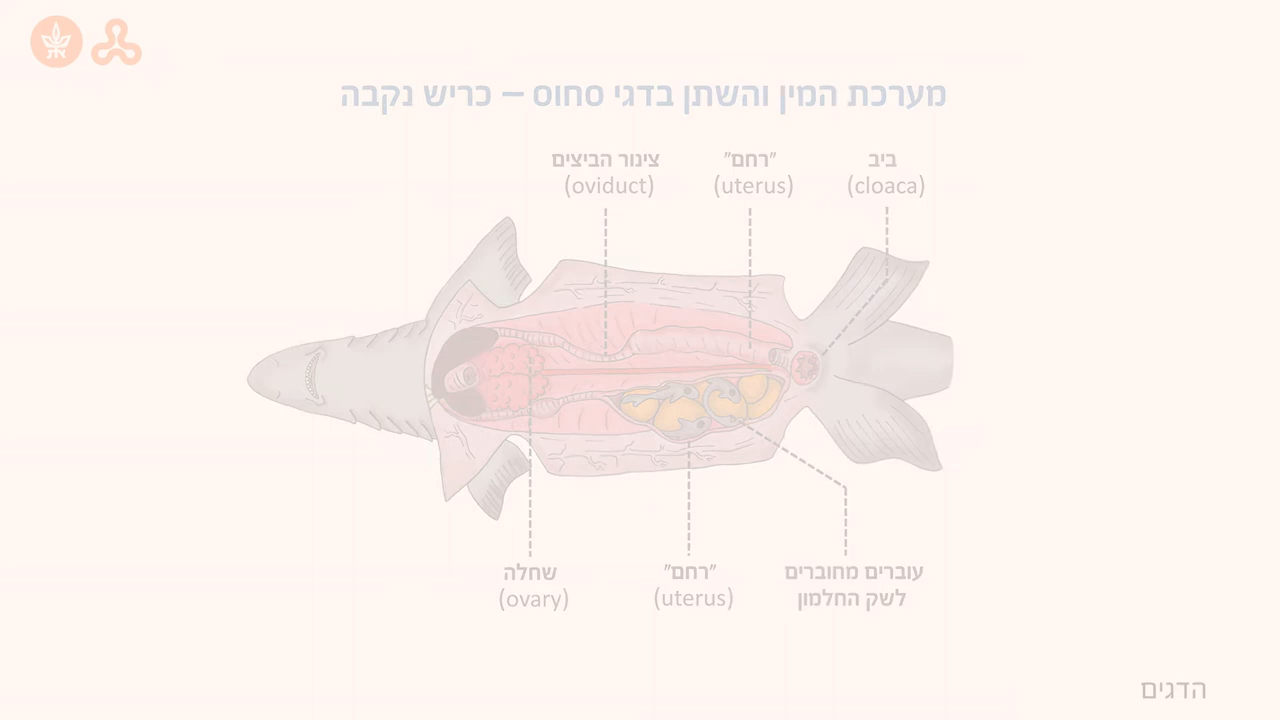 מערכת המין והשתן בדגי סחוס – כריש נקבה
ביב
(cloaca)
"רחם"
(uterus)
צינור הביצים
(oviduct)
עוברים מחוברים
לשק החלמון
"רחם"
(uterus)
שחלה
(ovary)
הדגים